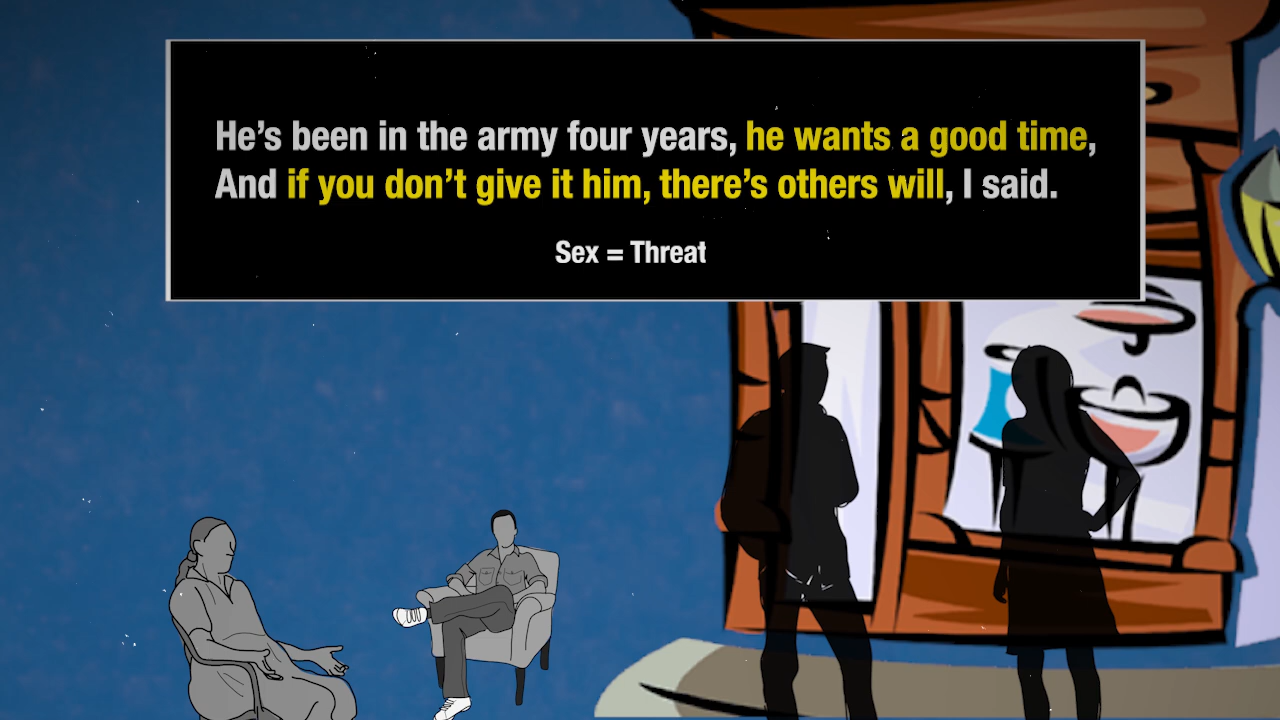 He’s been in the army four years, he wants a good time,
And if you don’t give it him, there’s others will, I said.
Sex = Threat